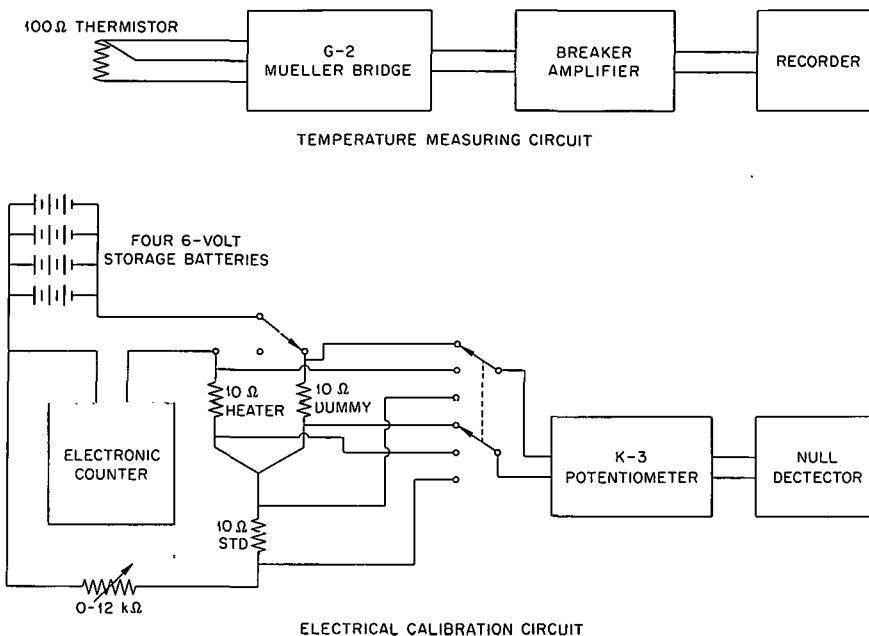 100Ω THERMISTOR
G-2
MUELLER BRIDGE
BREAKER
AMPLIFIER
RECORDER
TEMPERATURE MEASURING CIRCUIT
FOUR 6-VOLT
STORAGE BATTERIES
10 Ω
HEATER
10 Ω
DUMMY
ELECTRONIC
COUNTER
K-3
POTENTIOMETER
NULL
DECTECTOR
10 Ω
STD
0-12 kΩ
ELECTRICAL CALIBRATION CIRCUIT